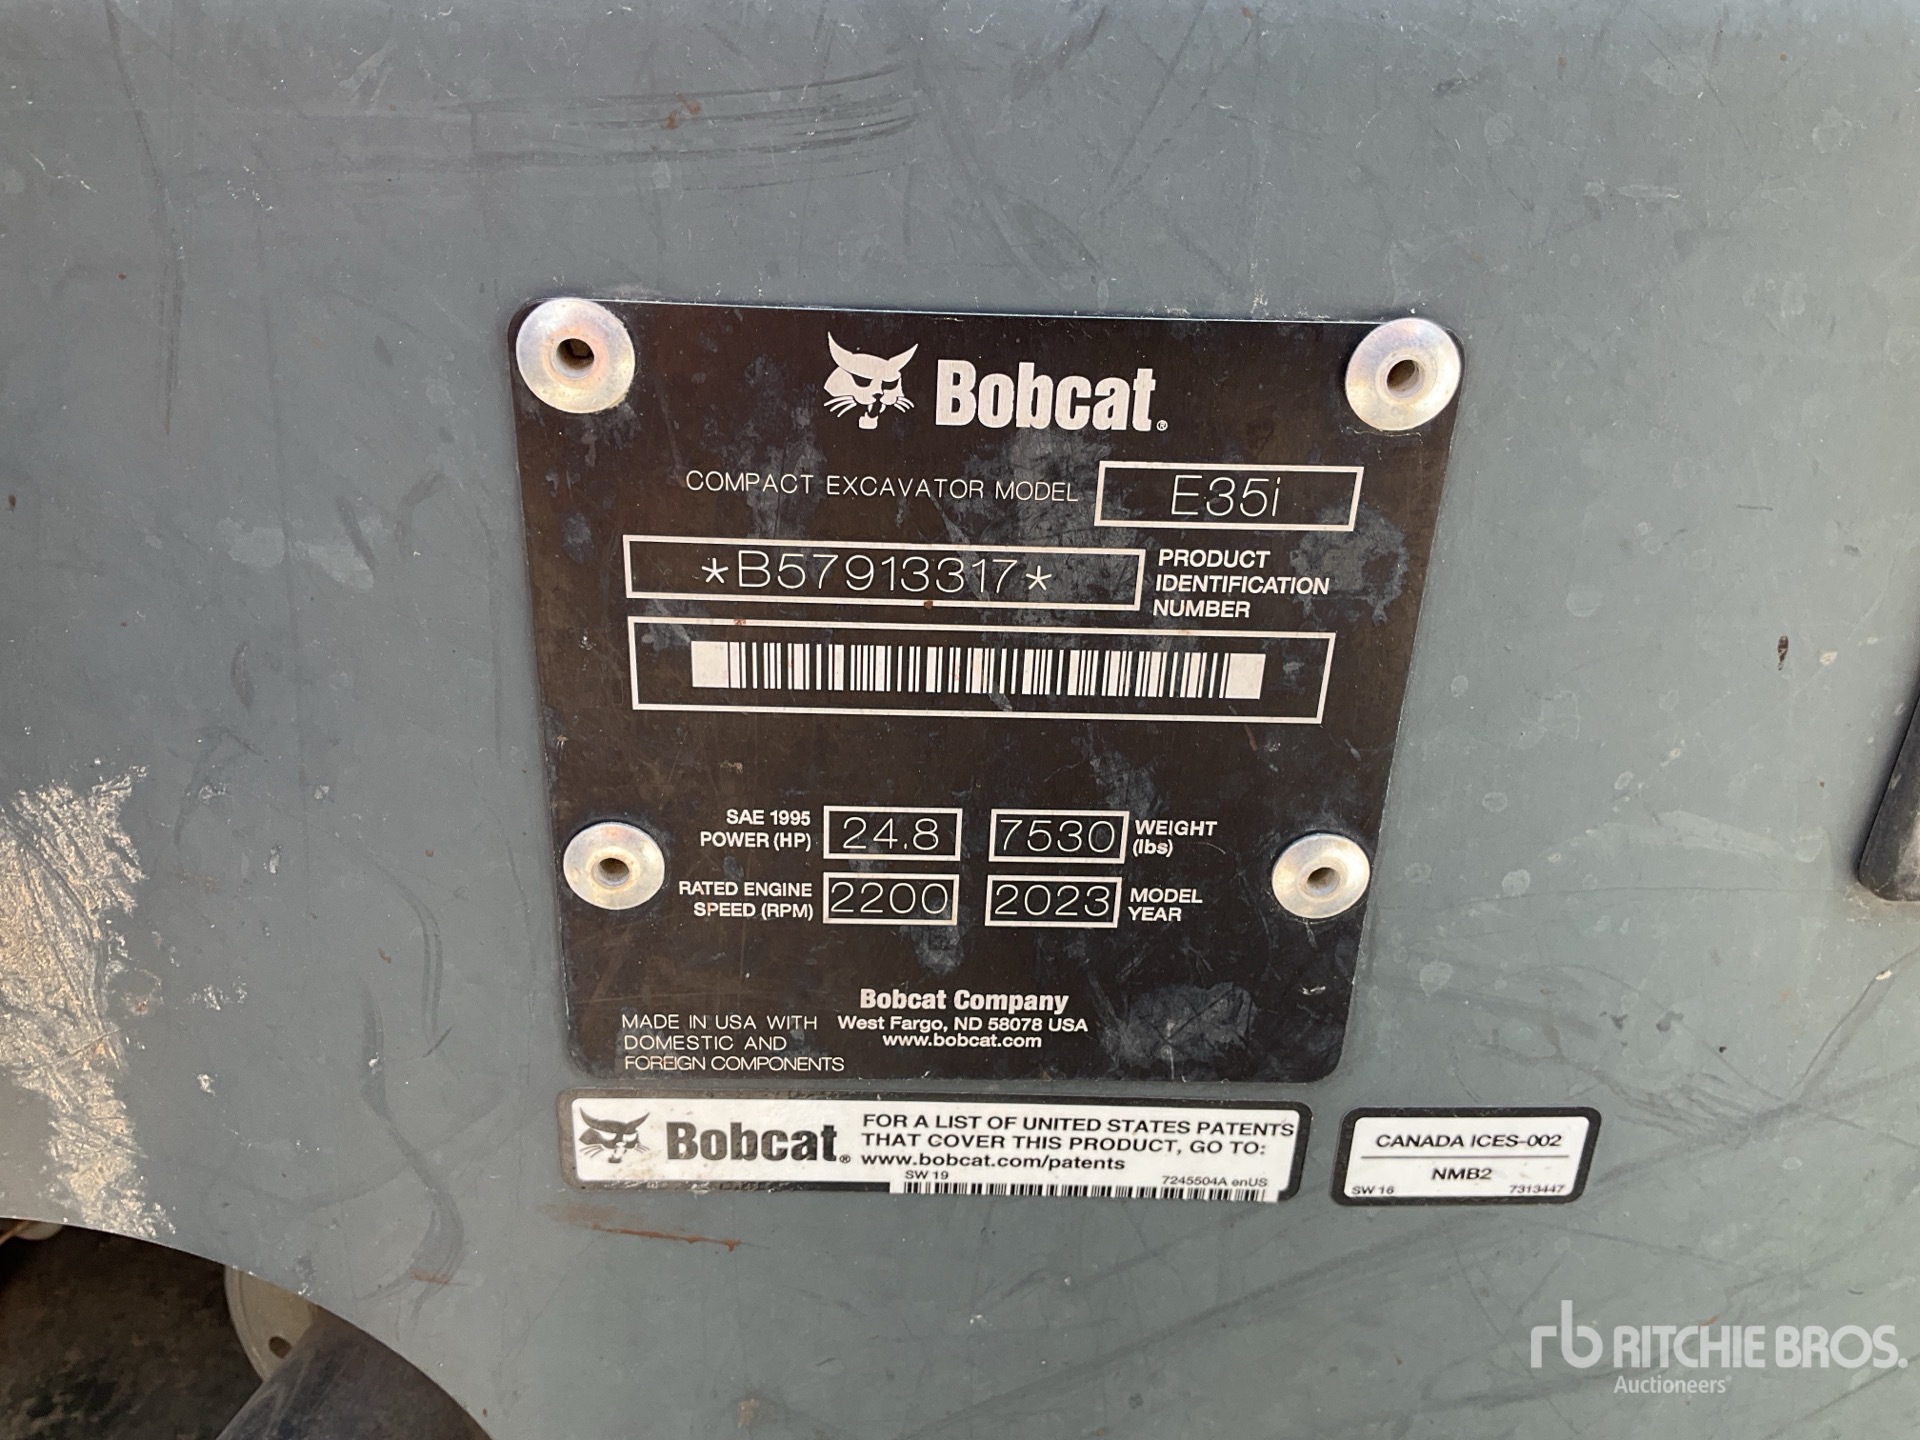 Bobcat®
COMPACT EXCAVATOR MODEL E35i
*B57913317* PRODUCT IDENTIFICATION NUMBER
SAE 1995 POWER (HP) 24.8 7530 WEIGHT (lbs)
RATED ENGINE SPEED (RPM) 2200 2023 MODEL YEAR
MADE IN USA WITH
DOMESTIC AND
FOREIGN COMPONENTS
Bobcat Company
West Fargo, ND 58078 USA
www.bobcat.com
Bobcat®
FOR A LIST OF UNITED STATES PATENTS
THAT COVER THIS PRODUCT, GO TO:
www.bobcat.com/patents
SW 19 7245504A enUS
CANADA ICES-002
NMB2
SW 16 7313447
rb RITCHIE BROS.
Auctioneers